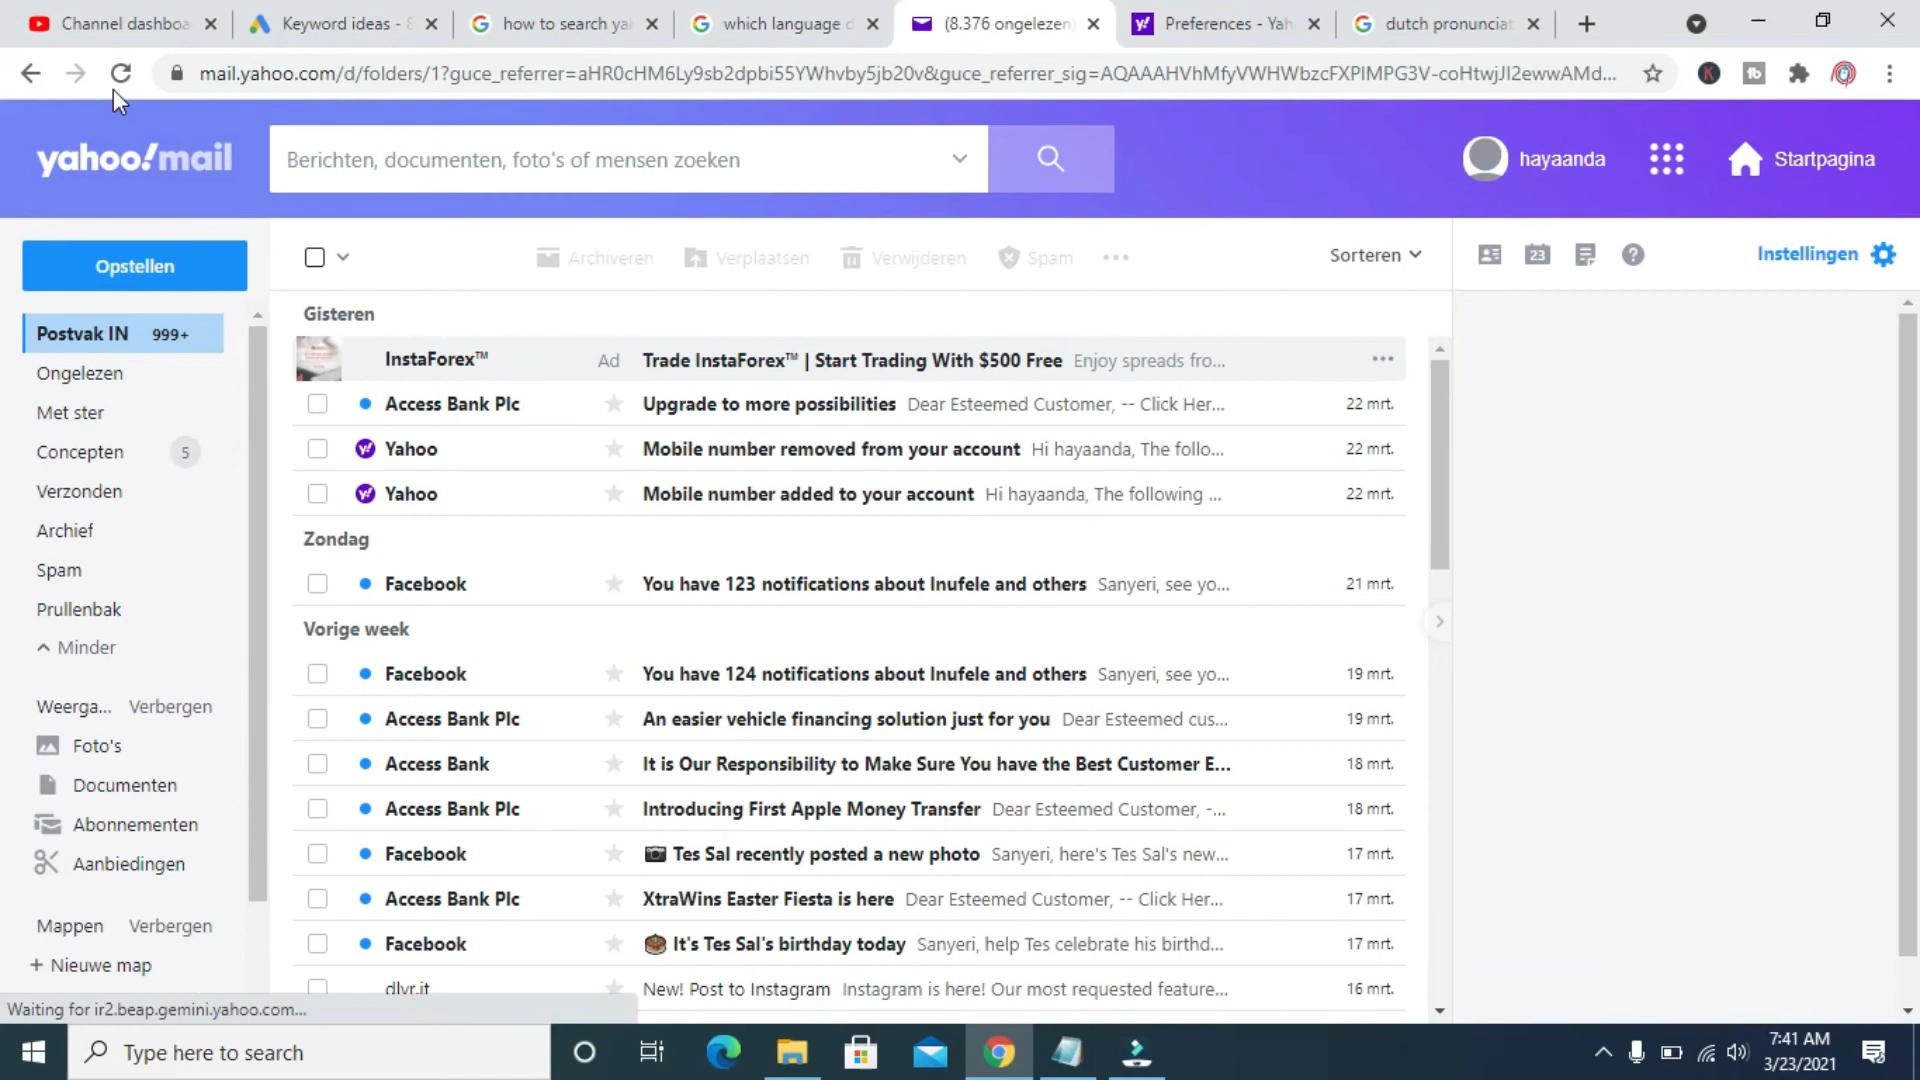 Channel dashboa
Keyword ideas - 8
how to search ya
which language d
(8.376 ongelezen
Preferences - Yah
dutch pronunciat
mail.yahoo.com/d/folders/1?guce_referrer=aHR0cHM6Ly9sb2dpbi55YWhvby5jb20v&guce_referrer_sig=AQAAAHVhMfyVWHWbzcFXPlMPG3V-coHtwjJl2ewwAMd...
yahoo!mail
Berichten, documenten, foto's of mensen zoeken
hayaanda
Startpagina
Opstellen
Archiveren
Verplaatsen
Verwijderen
Spam
Sorteren
23
Instellingen
Postvak IN 999+
Ongelezen
Met ster
Concepten 5
Verzonden
Archief
Spam
Prullenbak
Minder
Weerga... Verbergen
Foto's
Documenten
Abonnementen
Aanbiedingen
Mappen Verbergen
+ Nieuwe map
Gisteren
InstaForex™ Ad Trade InstaForex™ | Start Trading With $500 Free Enjoy spreads fro...
Access Bank Plc Upgrade to more possibilities Dear Esteemed Customer, -- Click Her... 22 mrt.
Yahoo Mobile number removed from your account Hi hayaanda, The follo... 22 mrt.
Yahoo Mobile number added to your account Hi hayaanda, The following ... 22 mrt.
Zondag
Facebook You have 123 notifications about Inufele and others Sanyeri, see yo... 21 mrt.
Vorige week
Facebook You have 124 notifications about Inufele and others Sanyeri, see yo... 19 mrt.
Access Bank Plc An easier vehicle financing solution just for you Dear Esteemed cus... 19 mrt.
Access Bank It is Our Responsibility to Make Sure You have the Best Customer E... 18 mrt.
Access Bank Plc Introducing First Apple Money Transfer Dear Esteemed Customer, -... 18 mrt.
Facebook 📷 Tes Sal recently posted a new photo Sanyeri, here's Tes Sal's new... 17 mrt.
Access Bank Plc XtraWins Easter Fiesta is here Dear Esteemed Customer, -- Click Her... 17 mrt.
Facebook 🎂 It's Tes Sal's birthday today Sanyeri, help Tes celebrate his birthd... 17 mrt.
dlvr.it New! Post to Instagram Instagram is here! Our most requested feature... 16 mrt.
Waiting for ir2.beap.gemini.yahoo.com...
Type here to search
7:41 AM
3/23/2021